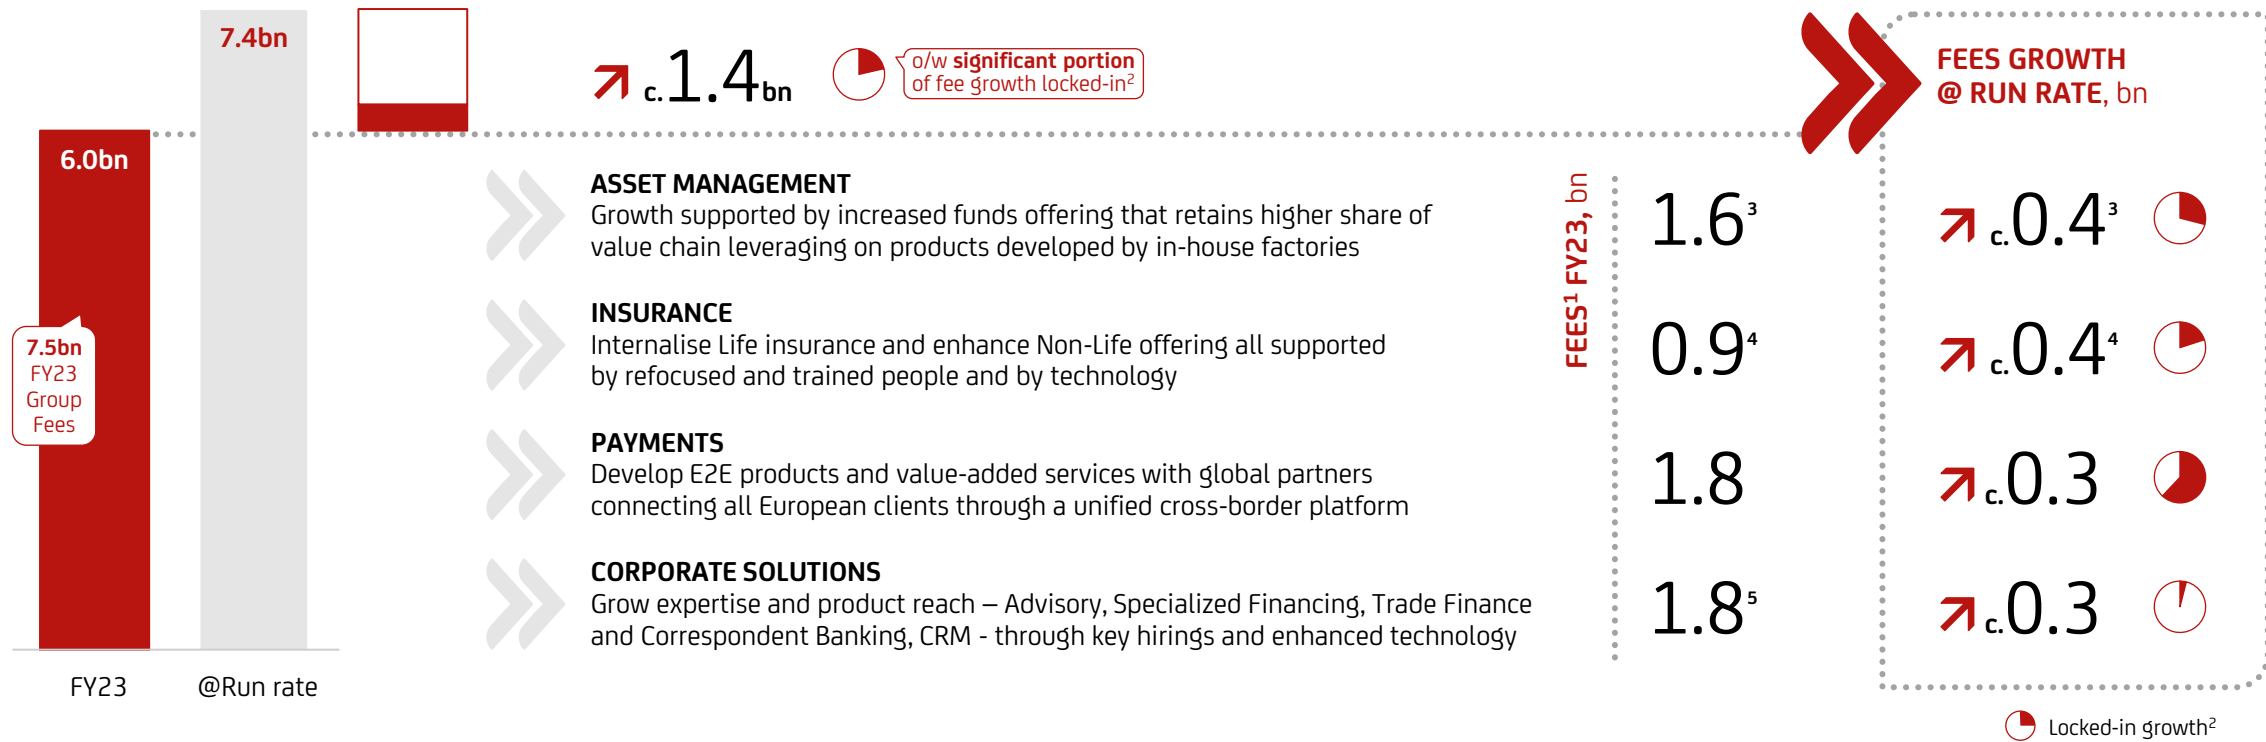 7.4bn
6.0bn
7.5bn
FY23
Group
Fees
FY23
@Run rate
c.1.4bn
o/w significant portion
of fee growth locked-in²
FEES GROWTH
@ RUN RATE, bn
FEES¹ FY23, bn
ASSET MANAGEMENT
Growth supported by increased funds offering that retains higher share of
value chain leveraging on products developed by in-house factories
1.6³
c.0.4³
INSURANCE
Internalise Life insurance and enhance Non-Life offering all supported
by refocused and trained people and by technology
0.9⁴
c.0.4⁴
PAYMENTS
Develop E2E products and value-added services with global partners
connecting all European clients through a unified cross-border platform
1.8
c.0.3
CORPORATE SOLUTIONS
Grow expertise and product reach – Advisory, Specialized Financing, Trade Finance
and Correspondent Banking, CRM - through key hirings and enhanced technology
1.8⁵
c.0.3
Locked-in growth²